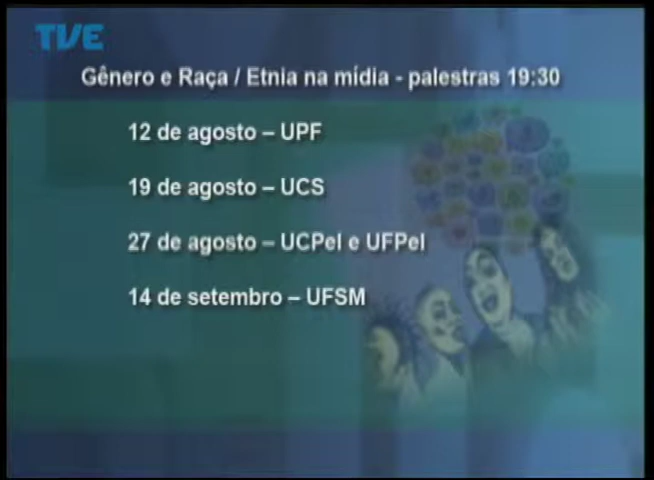 TVE
Gênero e Raça / Etnia na mídia - palestras 19:30
12 de agosto – UPF
19 de agosto – UCS
27 de agosto – UCPel e UFPel
14 de setembro – UFSM